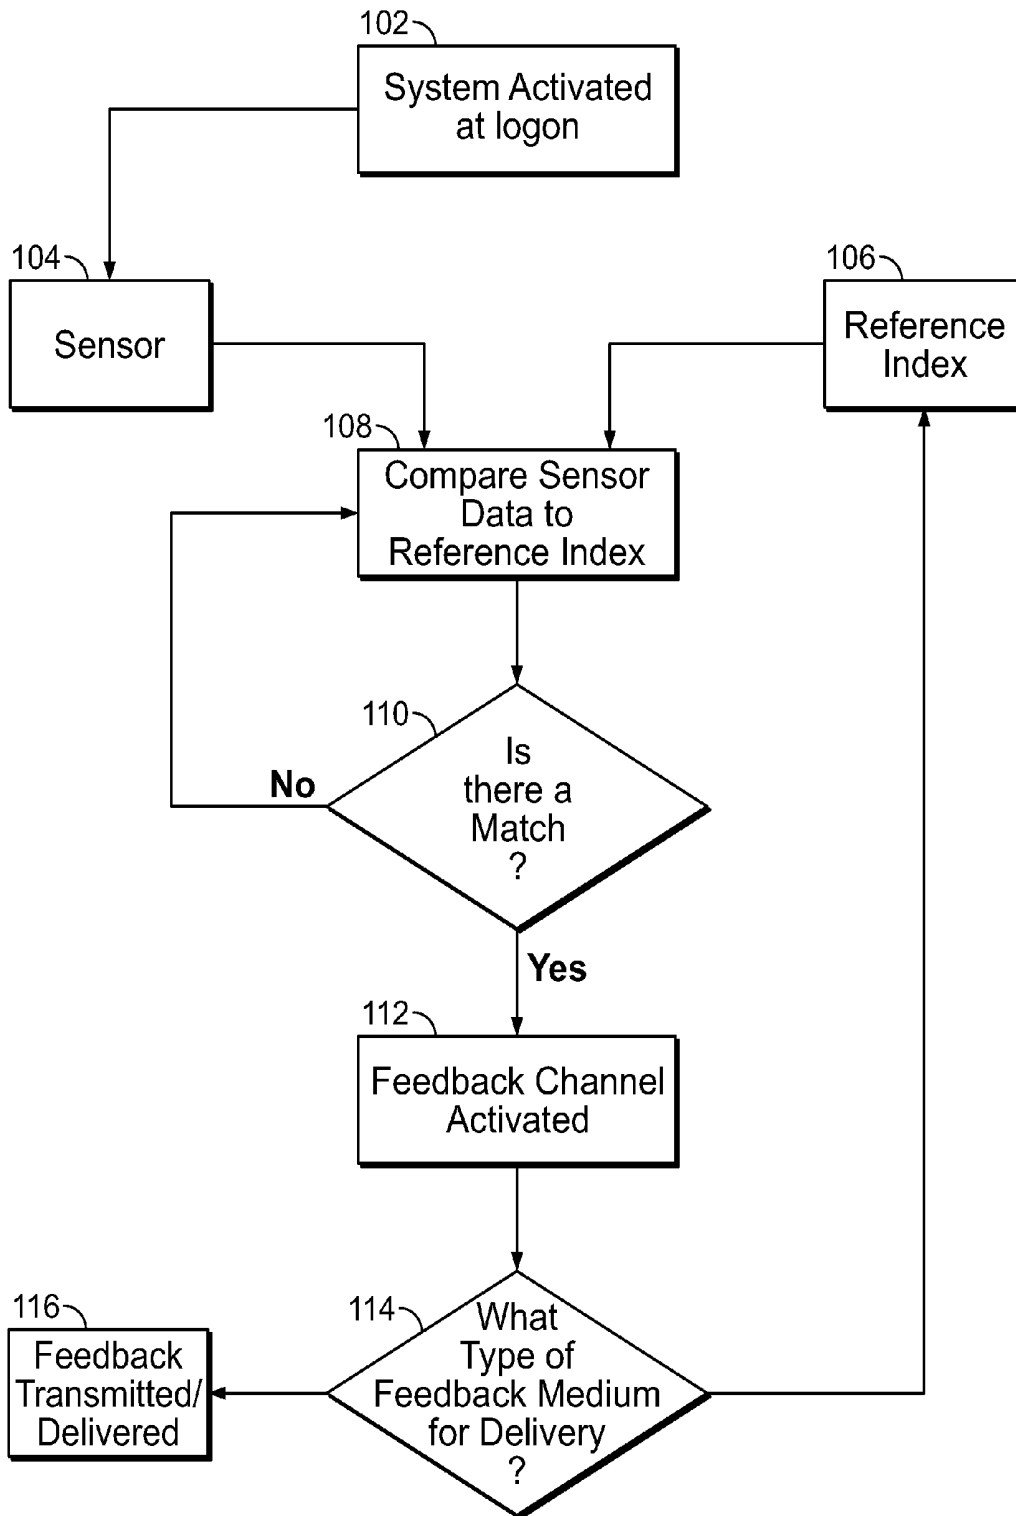 102
System Activated
at logon
104
Sensor
106
Reference
Index
108
Compare Sensor
Data to
Reference Index
110
Is
there a
Match
?
No
Yes
112
Feedback Channel
Activated
114
What
Type of
Feedback Medium
for Delivery
?
116
Feedback
Transmitted/
Delivered